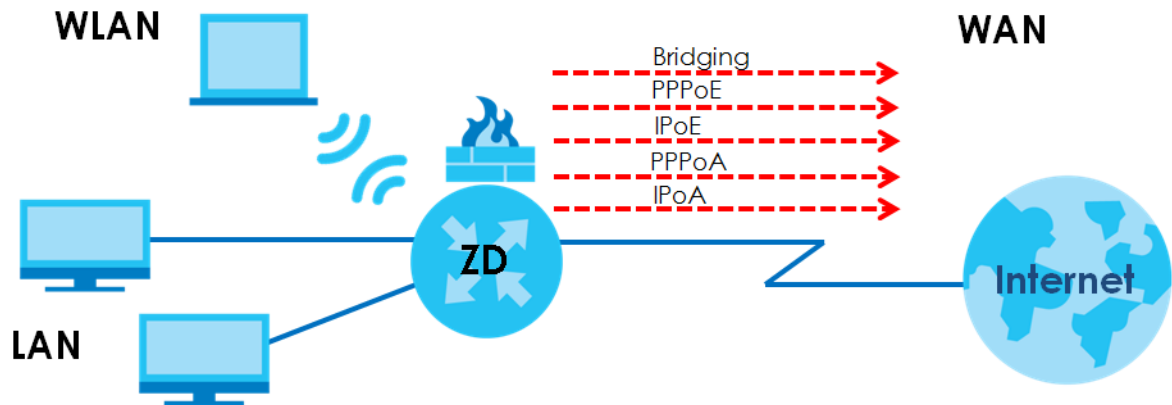 WLAN
WAN
Bridging
PPPoE
IPoE
PPPoA
IPoA
ZD
Internet
LAN